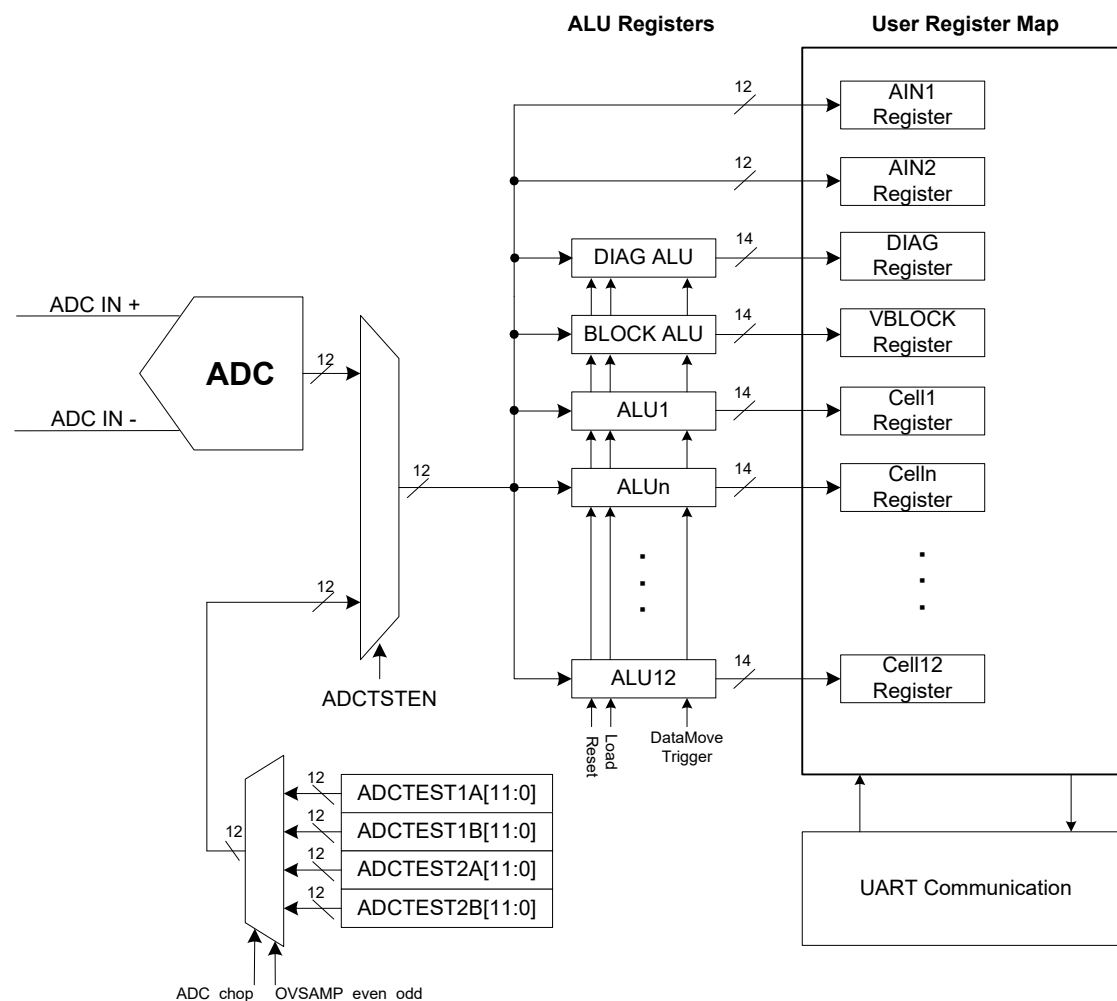 ALU Registers
User Register Map
12
AIN1
Register
12
AIN2
Register
DIAG ALU
14
DIAG
Register
ADC IN +
BLOCK ALU
14
VBLOCK
Register
ADC
12
ADC IN -
ALU1
14
Cell1
Register
12
ALUn
14
Celln
Register
12
ADCTSTEN
ALU12
14
Cell12
Register
Reset
Load
DataMove
Trigger
12
12
ADCTEST1A[11:0]
12
ADCTEST1B[11:0]
12
ADCTEST2A[11:0]
12
ADCTEST2B[11:0]
UART Communication
ADC_chop
OVSAMP_even_odd